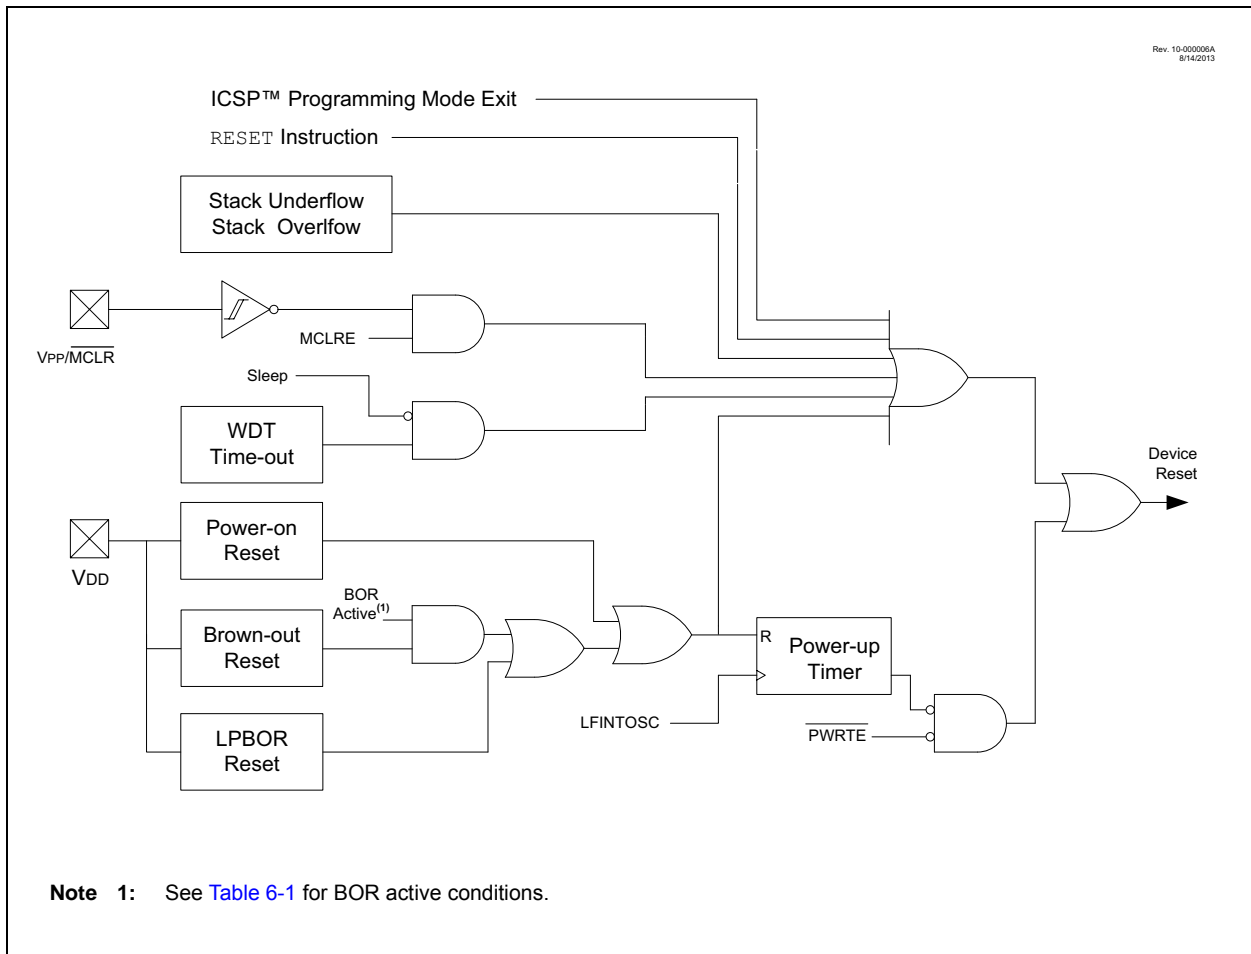 Rev. 10-000006A
8/14/2013
ICSP™ Programming Mode Exit
RESET Instruction
Stack Underflow
Stack Overlfow
VPP/MCLR
MCLRE
Sleep
WDT
Time-out
Device
Reset
Power-on
Reset
VDD
BOR
Active(1)
Brown-out
Reset
R
Power-up
Timer
LFINTOSC
PWRTE
LPBOR
Reset
Note 1: See Table 6-1 for BOR active conditions.